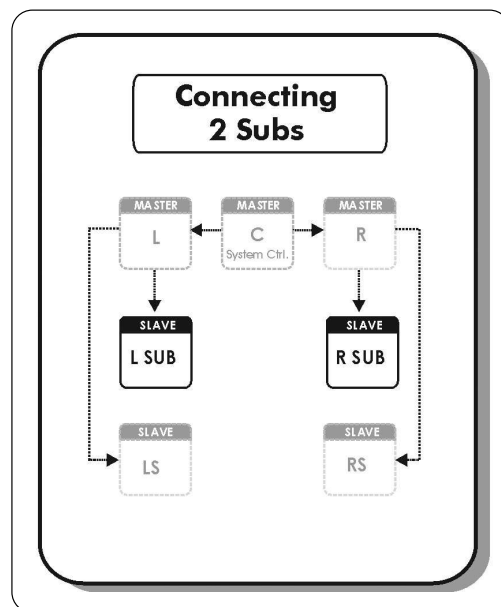 Connecting
2 Subs
MASTER MASTER MASTER
L C R
System Ctrl.
SLAVE SLAVE
L SUB R SUB
SLAVE SLAVE
LS RS